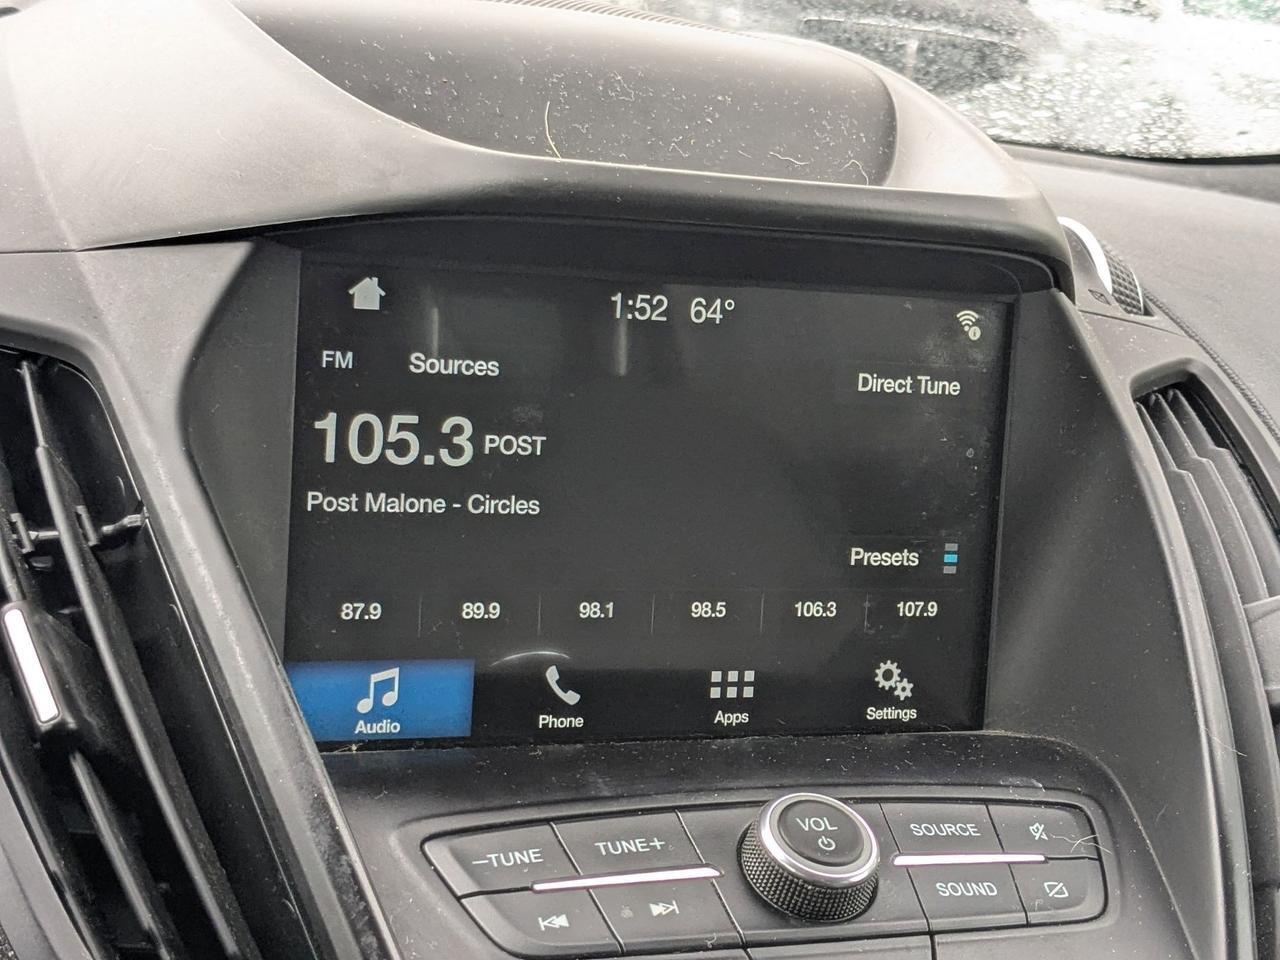 1:52 64°
FM Sources
Direct Tune
105.3 POST
Post Malone - Circles
Presets
87.9 89.9 98.1 98.5 106.3 107.9
Audio Phone Apps Settings
–TUNE TUNE+ VOL SOURCE
SOUND